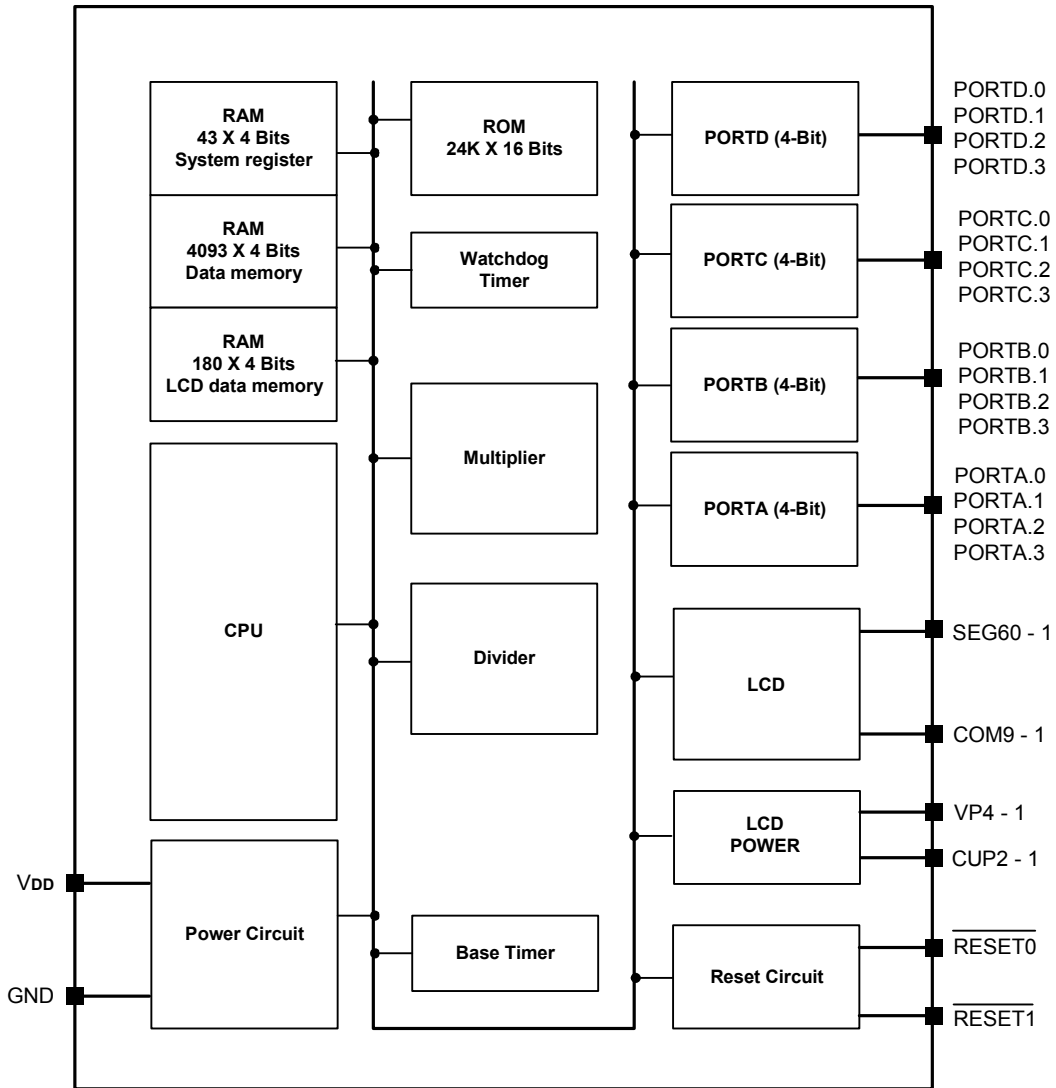 RAM
43 X 4 Bits
System register
RAM
4093 X 4 Bits
Data memory
RAM
180 X 4 Bits
LCD data memory
CPU
Power Circuit
VDD
GND
ROM
24K X 16 Bits
Watchdog
Timer
Multiplier
Divider
Base Timer
PORTD (4-Bit)
PORTC (4-Bit)
PORTB (4-Bit)
PORTA (4-Bit)
LCD
LCD
POWER
Reset Circuit
PORTD.0
PORTD.1
PORTD.2
PORTD.3
PORTC.0
PORTC.1
PORTC.2
PORTC.3
PORTB.0
PORTB.1
PORTB.2
PORTB.3
PORTA.0
PORTA.1
PORTA.2
PORTA.3
SEG60 - 1
COM9 - 1
VP4 - 1
CUP2 - 1
RESET0
RESET1